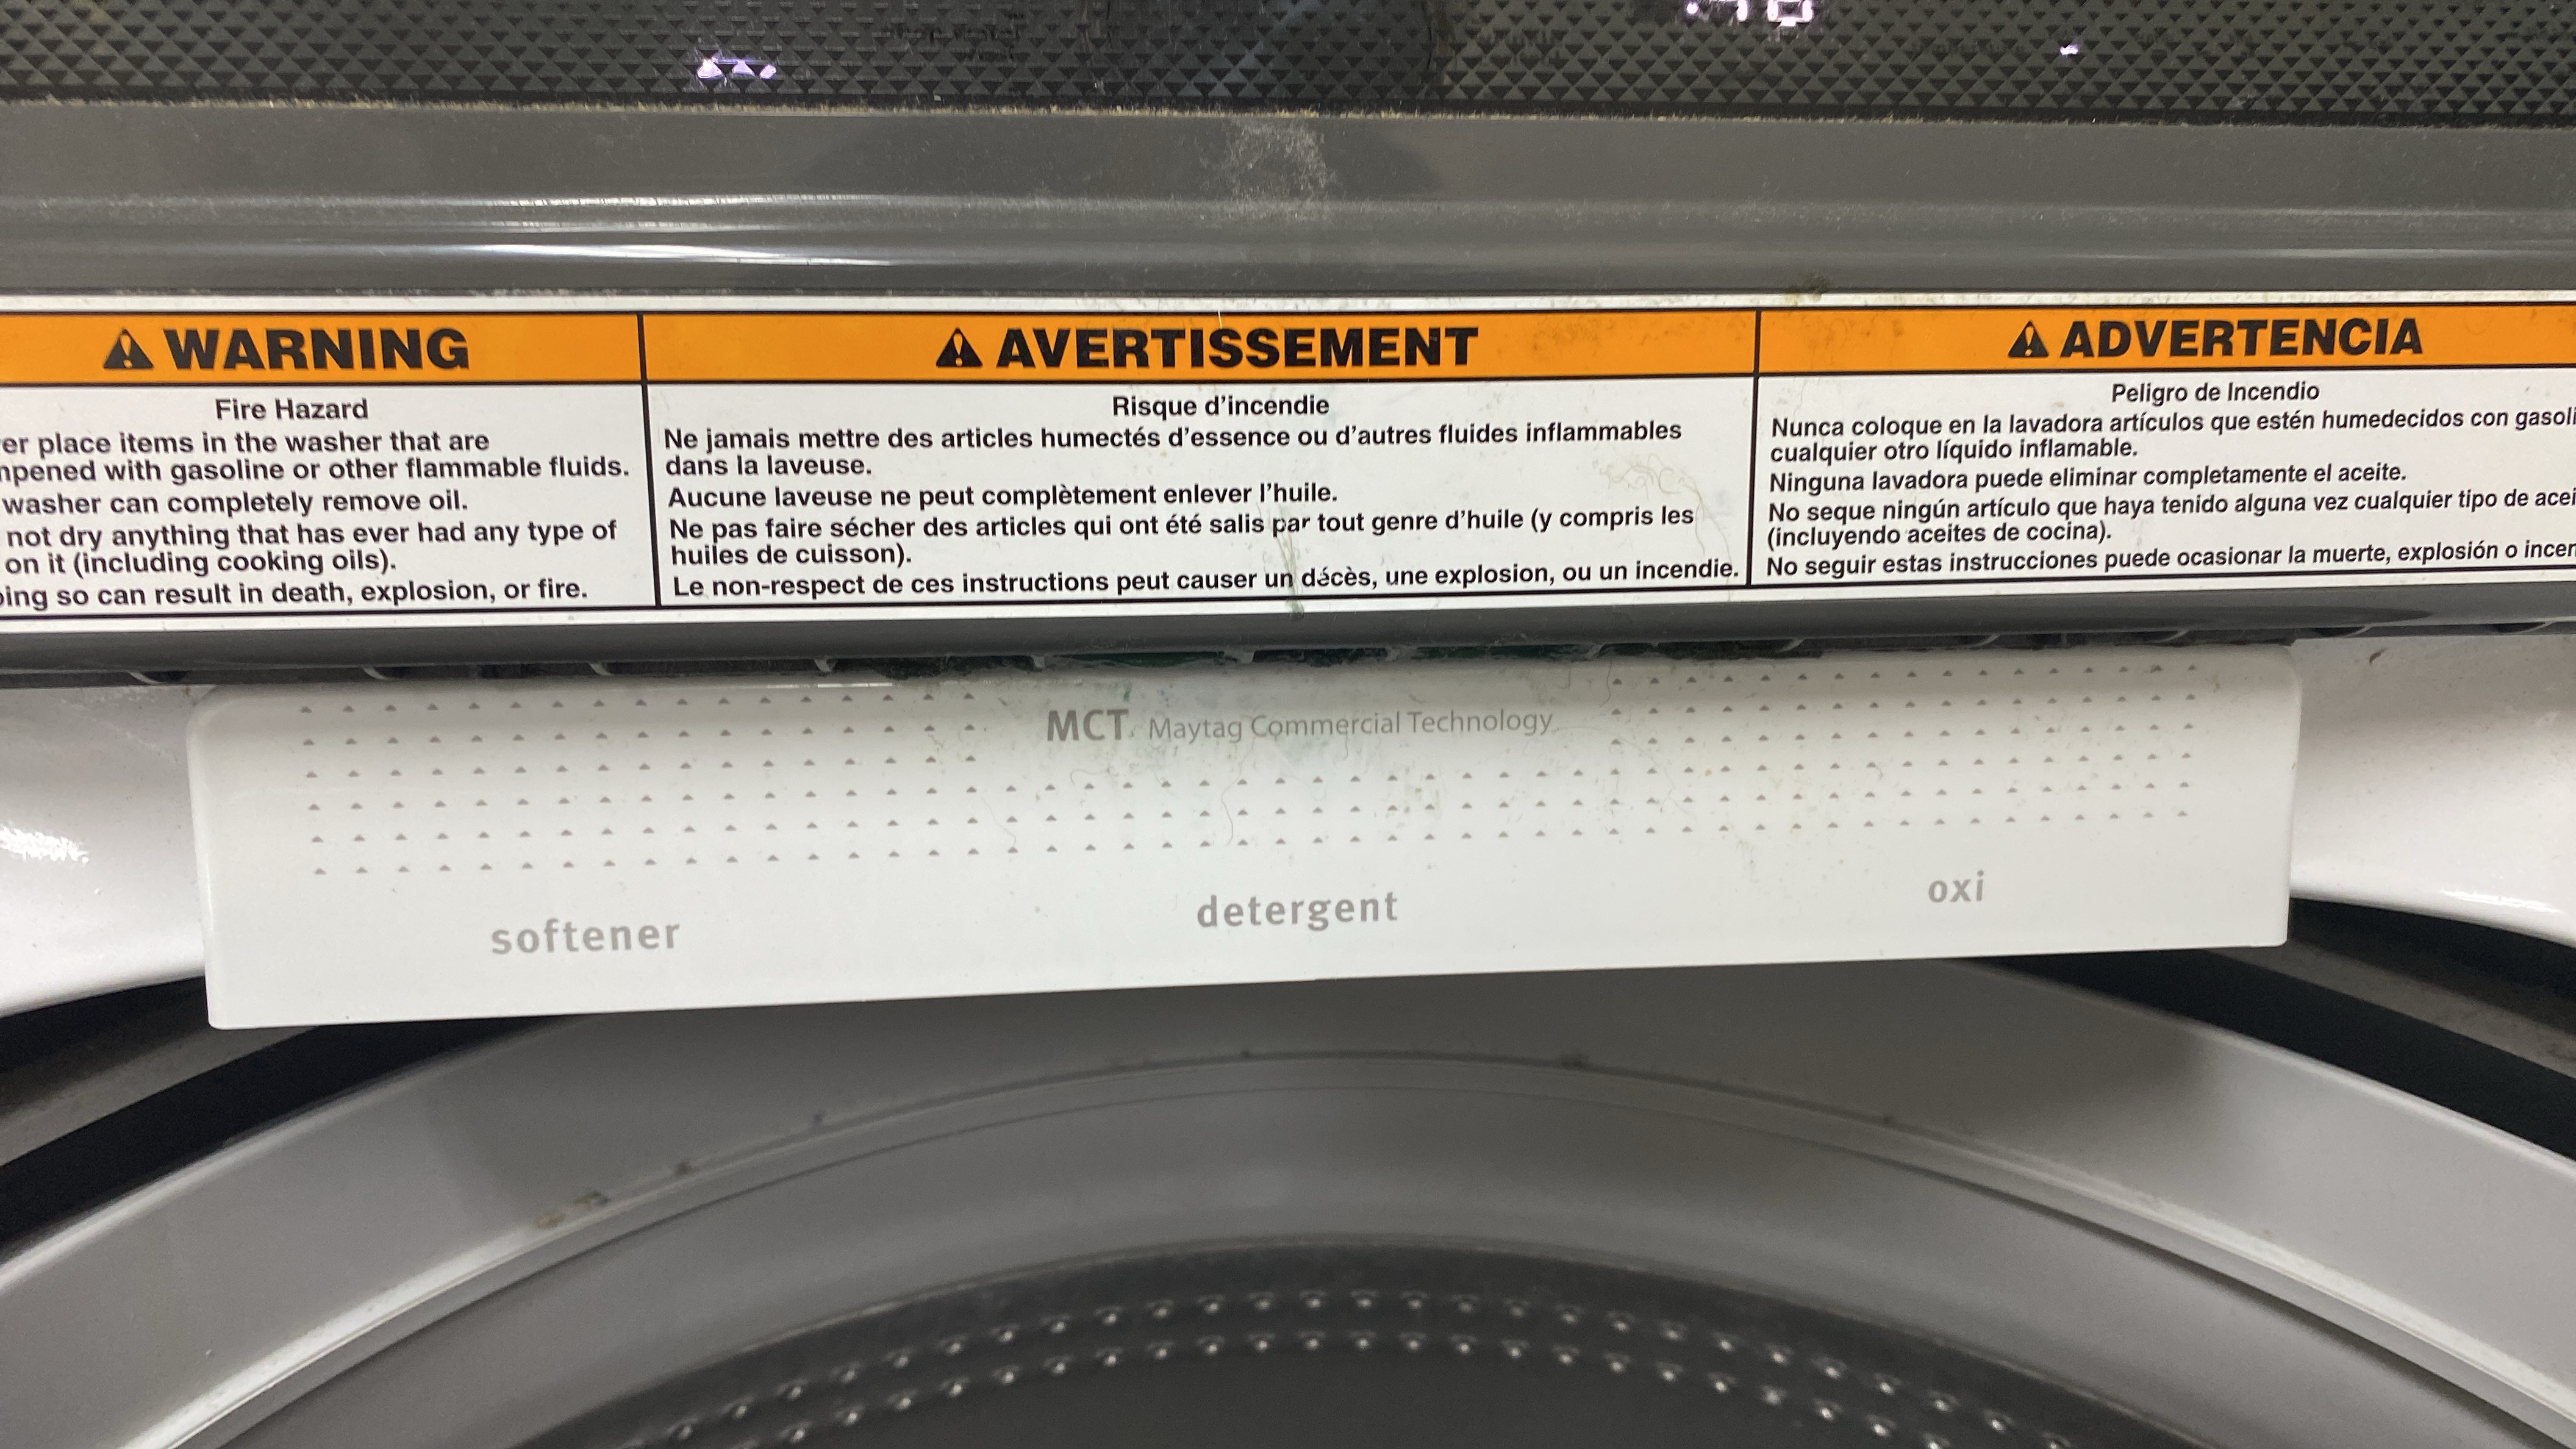 WARNING
Fire Hazard
place items in the washer that are
with gasoline or other flammable fluids.
washer can completely remove oil.
not dry anything that has ever had any type of
on it (including cooking oils).
so can result in death, explosion, or fire.
AVERTISSEMENT
Risque d'incendie
Ne jamais mettre des articles humectés d'essence ou d'autres fluides inflammables
dans la laveuse.
Aucune laveuse ne peut complètement enlever l'huile.
Ne pas faire sécher des articles qui ont été salis par tout genre d'huile (y compris les
huiles de cuisson).
Le non-respect de ces instructions peut causer un décès, une explosion, ou un incendie.
ADVERTENCIA
Peligro de Incendio
Nunca coloque en la lavadora artículos que estén humedecidos con
cualquier otro líquido inflamable.
Ninguna lavadora puede eliminar completamente el aceite.
No seque ningún artículo que haya tenido alguna vez cualquier tipo de
(incluyendo aceites de cocina).
No seguir estas instrucciones puede ocasionar la muerte, explosión o
MCT Maytag Commercial Technology
softener
detergent
oxi